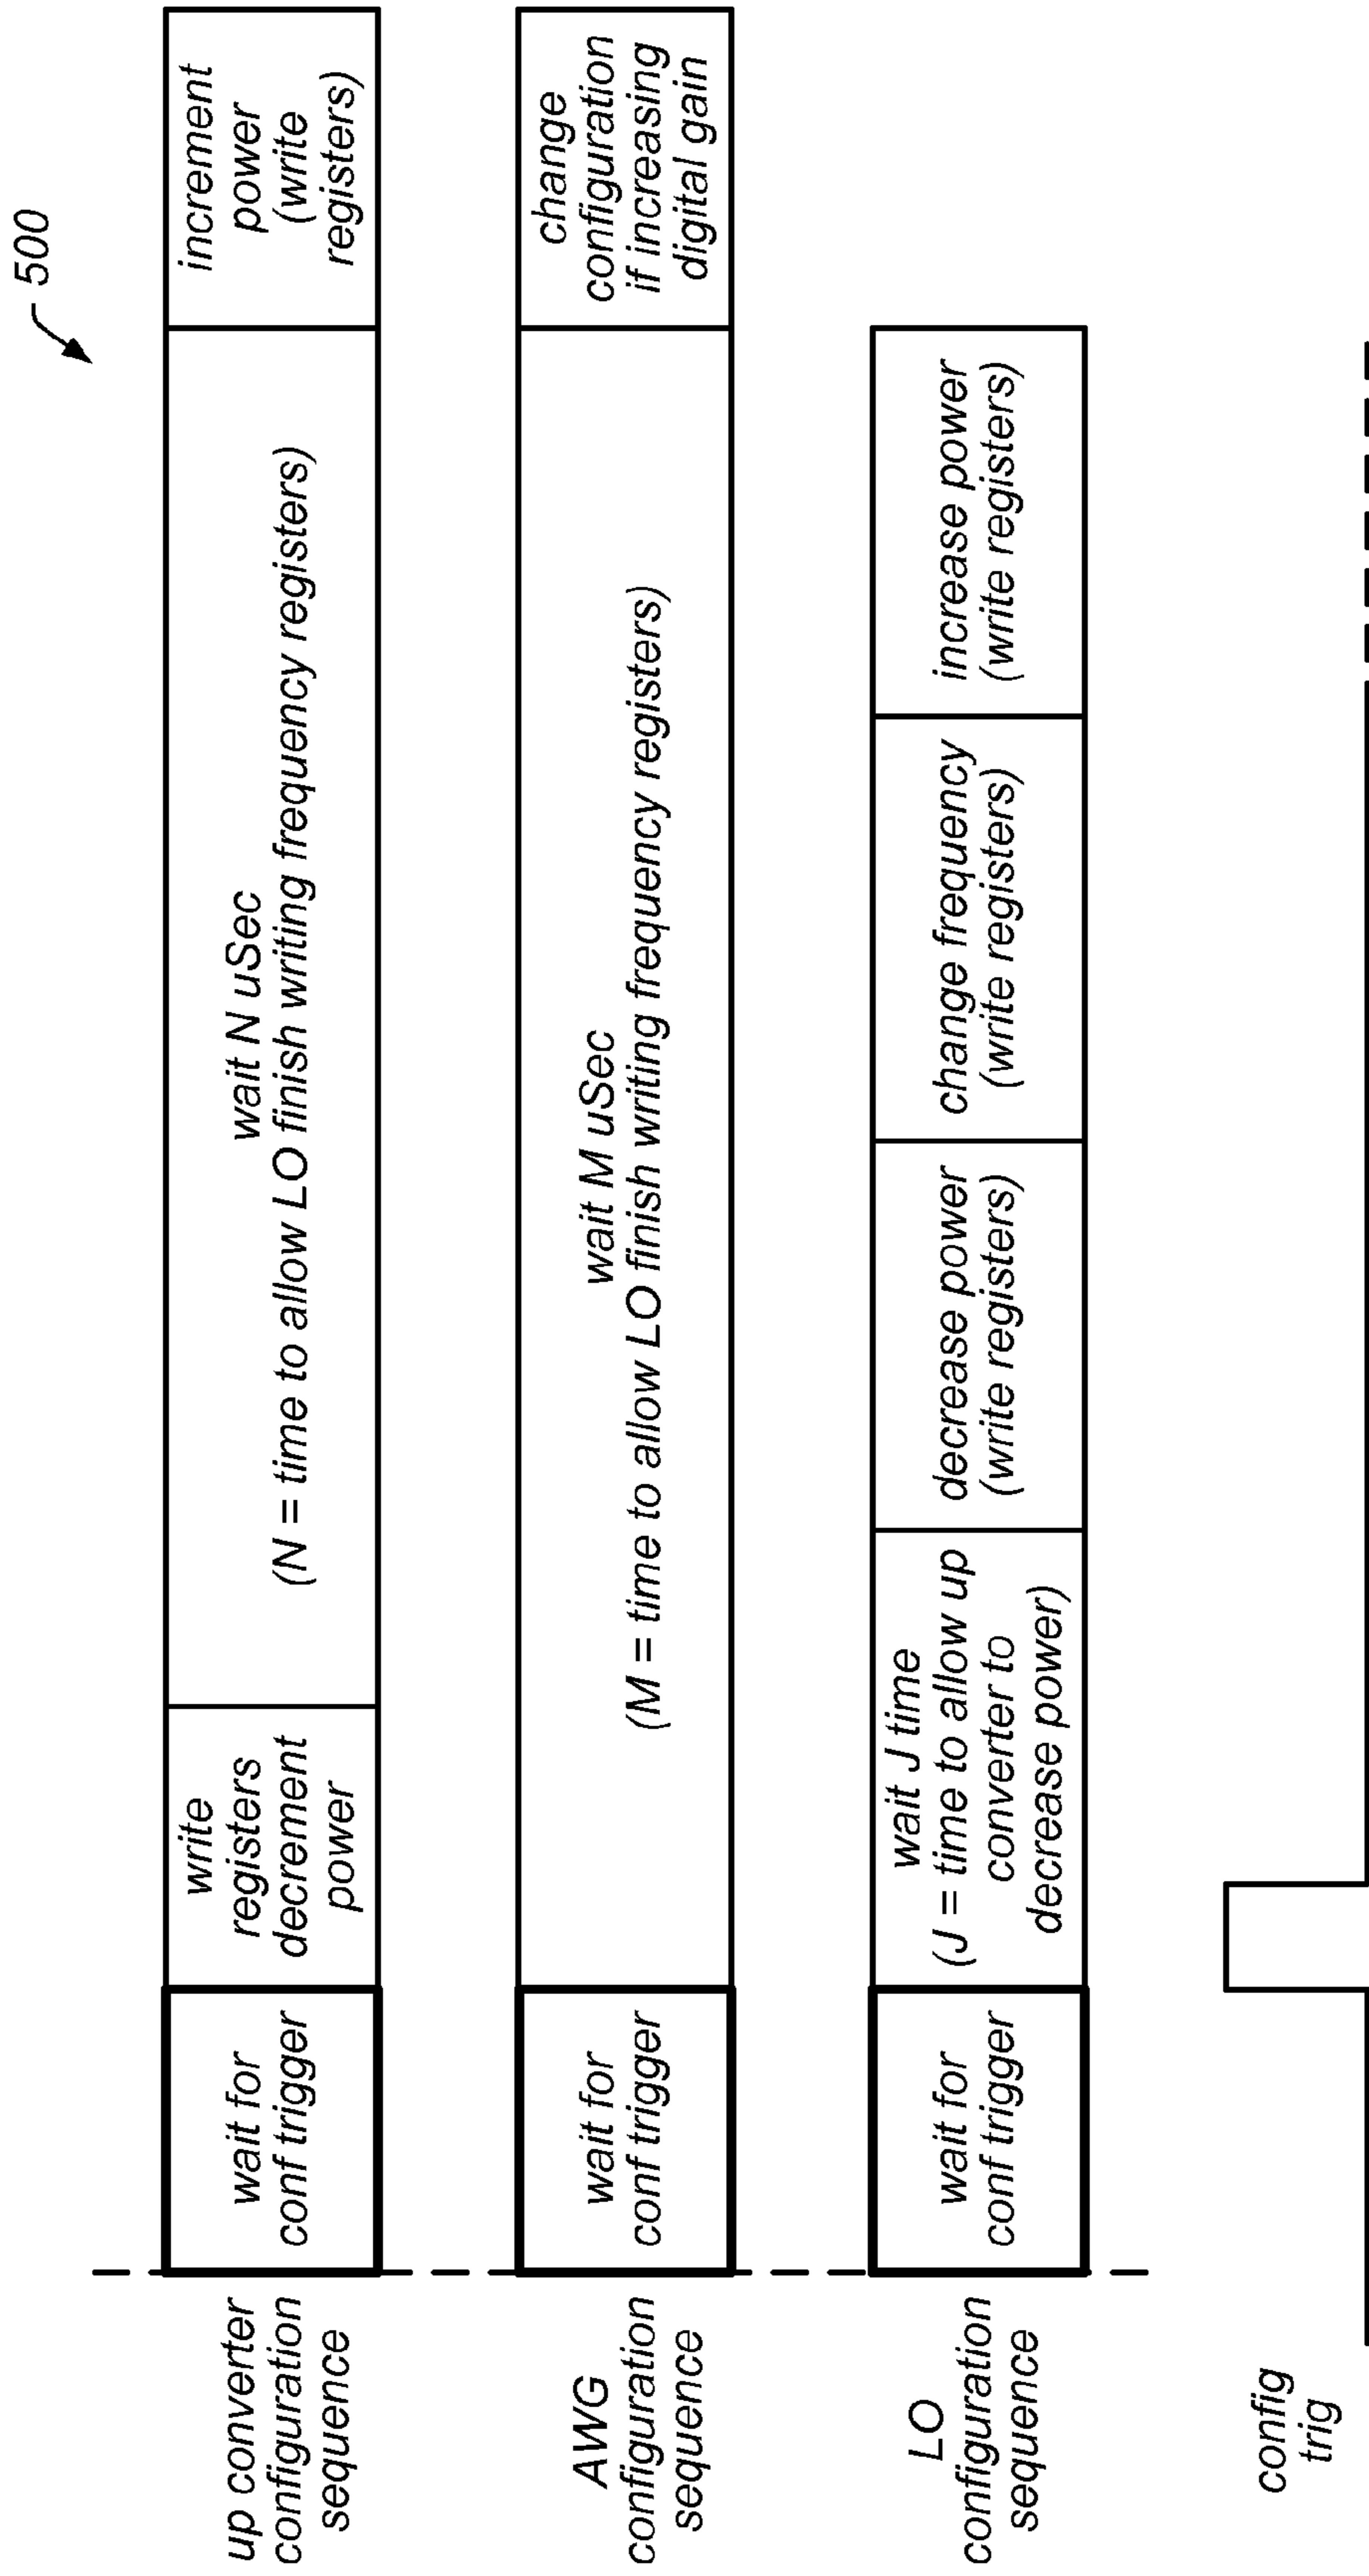 500
up converter
configuration
sequence
wait for
conf trigger
write
registers
decrement
power
wait N uSec
(N = time to allow LO finish writing frequency registers)
increment
power
(write
registers)
AWG
configuration
sequence
wait for
conf trigger
wait M uSec
(M = time to allow LO finish writing frequency registers)
change
configuration
if increasing
digital gain
LO
configuration
sequence
wait for
conf trigger
wait J time
(J = time to allow up
converter to
decrease power)
decrease power
(write registers)
change frequency
(write registers)
increase power
(write registers)
config
trig